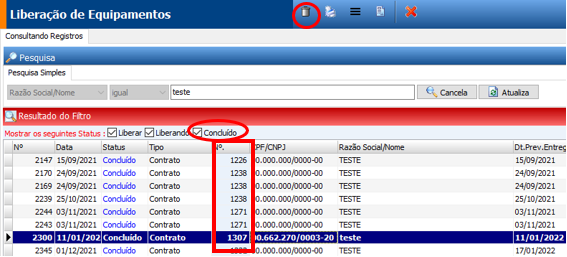 Liberação de Equipamentos
Consultando Registros
Pesquisa
Pesquisa Simples
Razão Social/Nome igual teste Cancela Atualiza
Resultado do Filtro
Mostrar os seguintes Status : Liberar Liberando Concluído
Nº Data Status Tipo Nº. CPF/CNPJ Razão Social/Nome Dt.Prev.Entreg
2147 15/09/2021 Concluído Contrato 1226 00.000.000/0000-00 TESTE 15/09/2021
2170 24/09/2021 Concluído Contrato 1238 00.000.000/0000-00 TESTE 24/09/2021
2169 24/09/2021 Concluído Contrato 1238 00.000.000/0000-00 TESTE 24/09/2021
2239 25/10/2021 Concluído Contrato 1238 00.000.000/0000-00 TESTE 25/10/2021
2244 03/11/2021 Concluído Contrato 1271 00.000.000/0000-00 TESTE 03/11/2021
2243 03/11/2021 Concluído Contrato 1271 00.000.000/0000-00 TESTE 03/11/2021
2300 11/01/202 Concluído Contrato 1307 00.662.270/0003-20 teste 11/01/2022
2345 01/12/2021 Concluído Contrato 00.000.000/0000-00 TESTE 17/01/2022